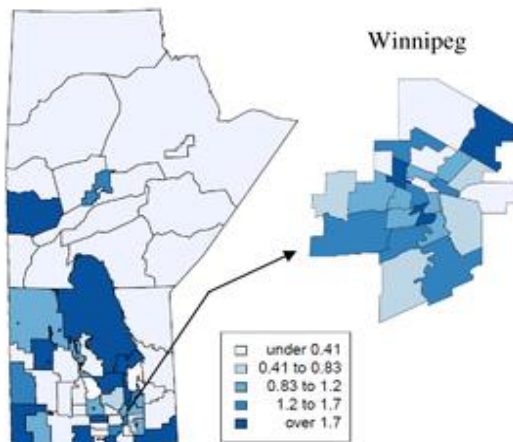 Winnipeg
under 0.41
0.41 to 0.83
0.83 to 1.2
1.2 to 1.7
over 1.7